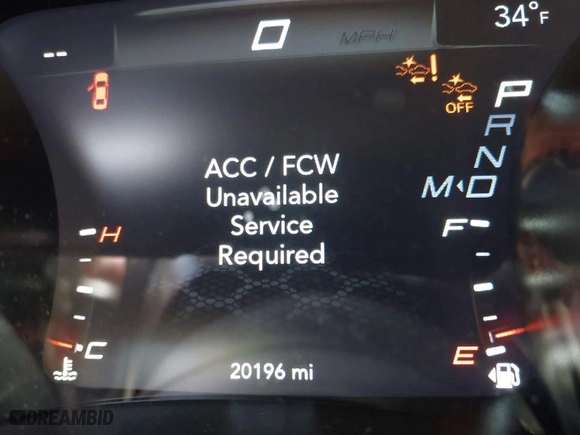 0 MPH 34°F
--
OFF
P
R
N
M◂D
ACC / FCW
Unavailable
Service
Required
H
F
C
E
20196 mi
DREAMBID